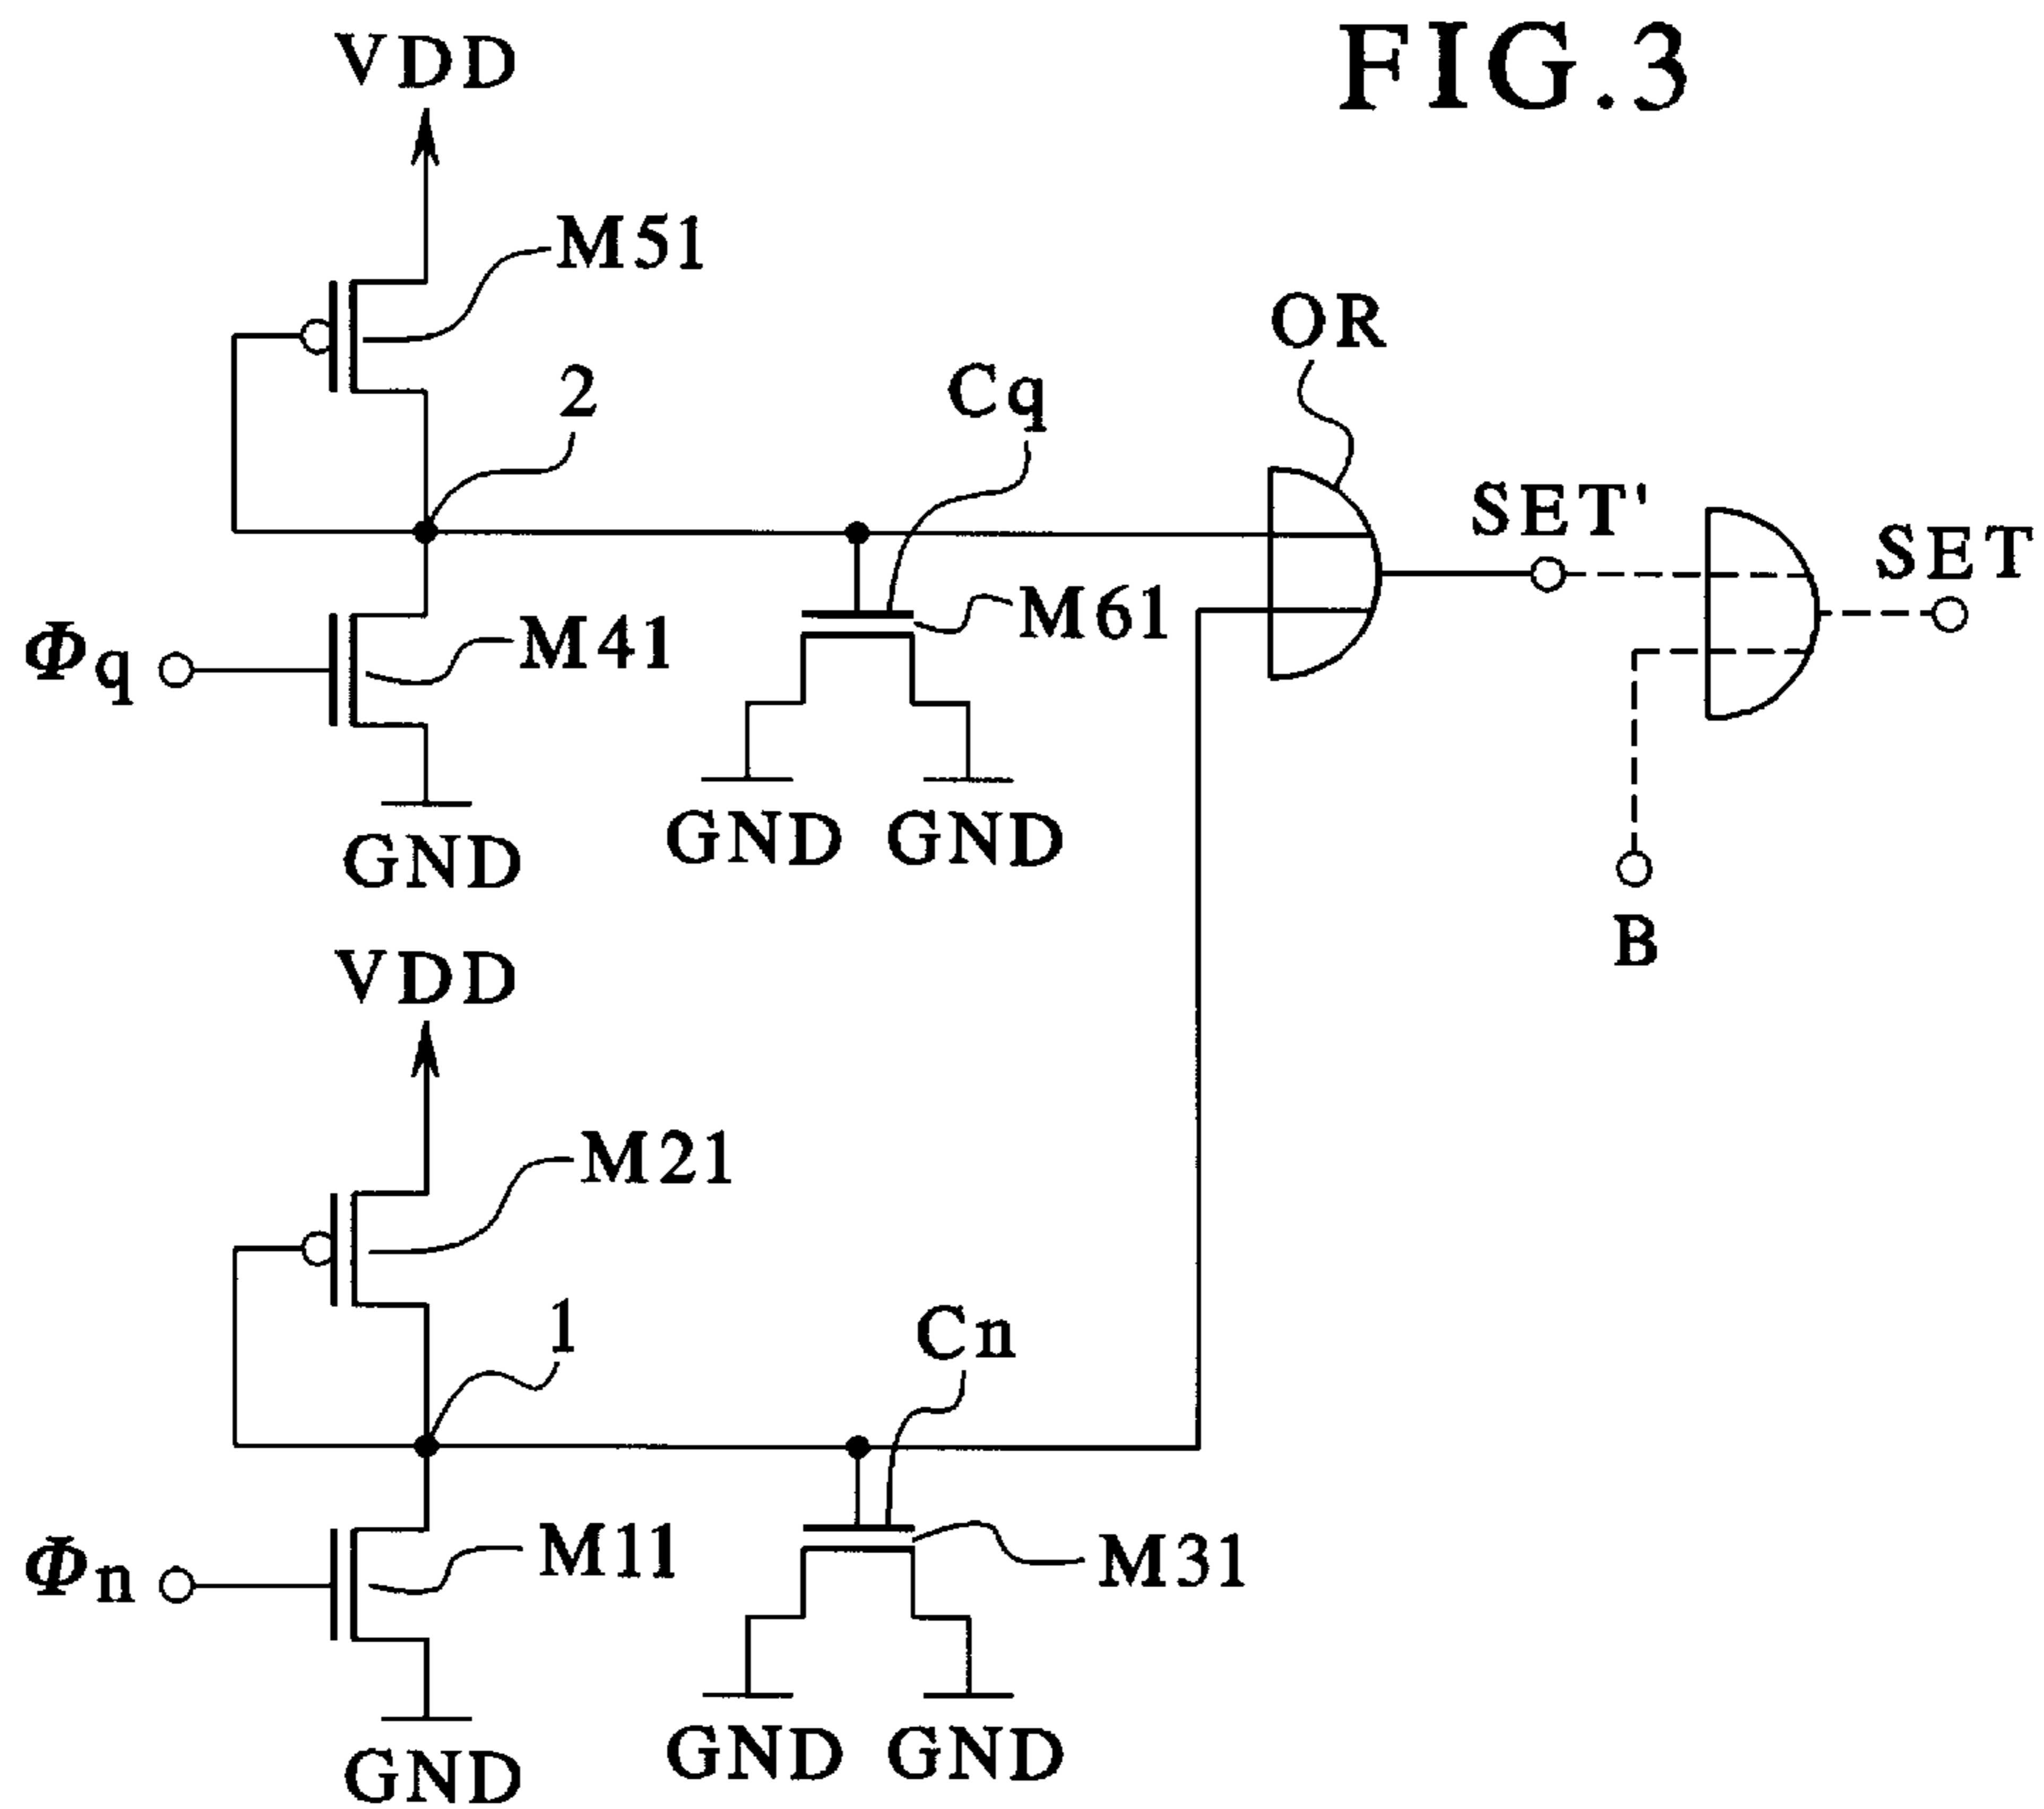 FIG.3
VDD
M51
OR
2
Cq
SET'
SET
Φq
M41
M61
GND
GND
GND
B
VDD
M21
1
Cn
Φn
M11
M31
GND
GND
GND